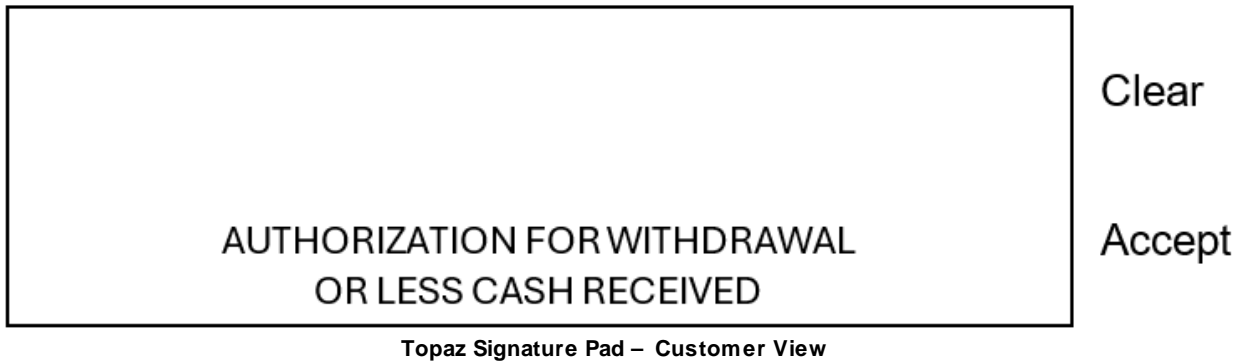 Clear
AUTHORIZATION FOR WITHDRAWAL
OR LESS CASH RECEIVED
Accept
Topaz Signature Pad – Customer View